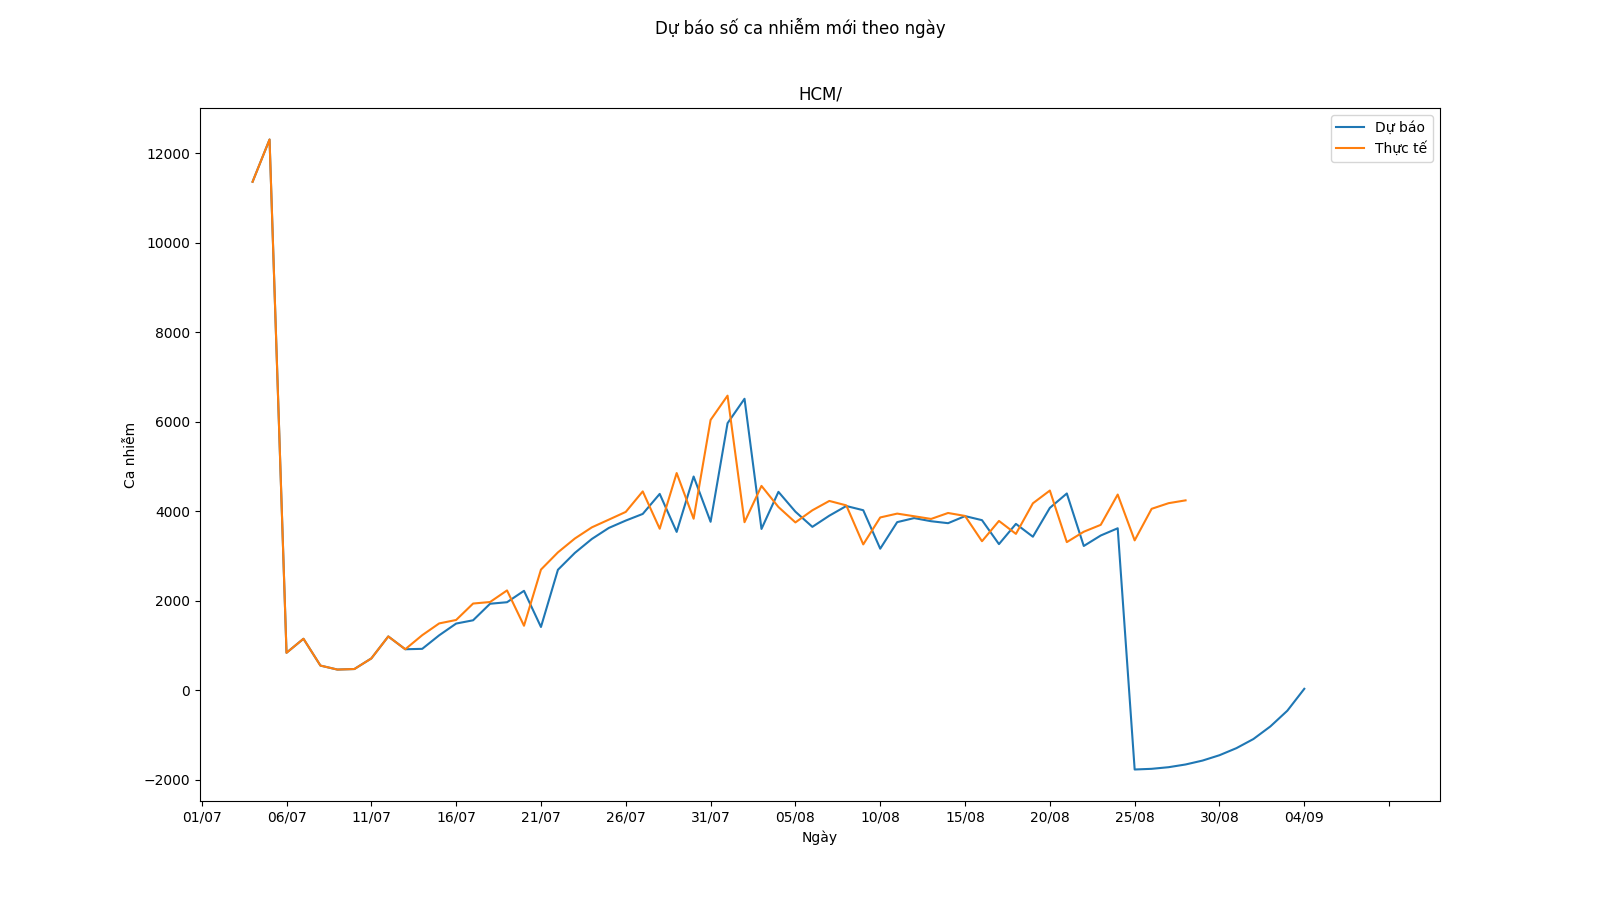 Dự báo số ca nhiễm mới theo ngày
HCM/
Dự báo
Thực tế
12000
10000
8000
6000
4000
2000
0
−2000
Ca nhiễm
01/07 06/07 11/07 16/07 21/07 26/07 31/07 05/08 10/08 15/08 20/08 25/08 30/08 04/09
Ngày